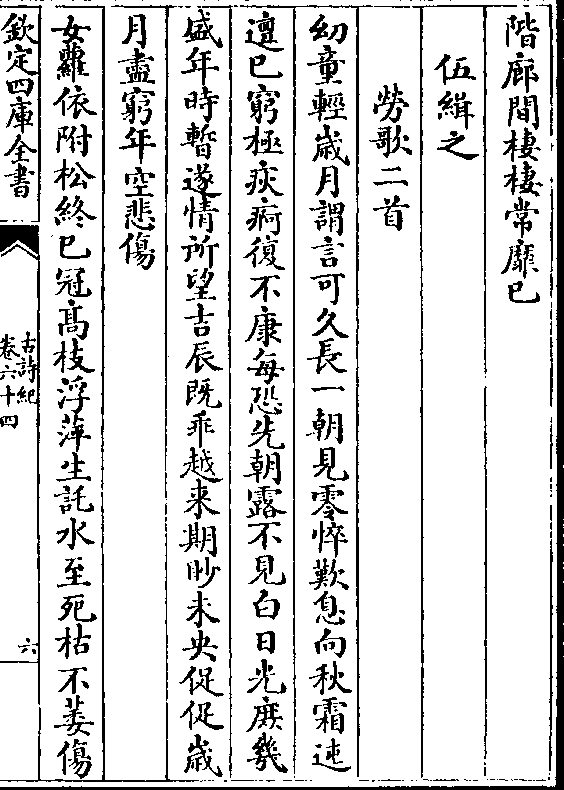 階廊間棲棲常靡已
伍緝之
勞歌二首
幼童輕歳月謂言可久長一朝見零悴歎息向秋霜迍
邅已窮極疢痾復不康每恐先朝露不見白日光庶幾
盛年時暫遂情所望吉辰既乖越来期眇未央促促歳
月盡窮年空悲傷
女蘿依附松終已冠髙枝浮萍生託水至死枯不萎傷
欽定四庫全書
古詩紀
卷六十四
六